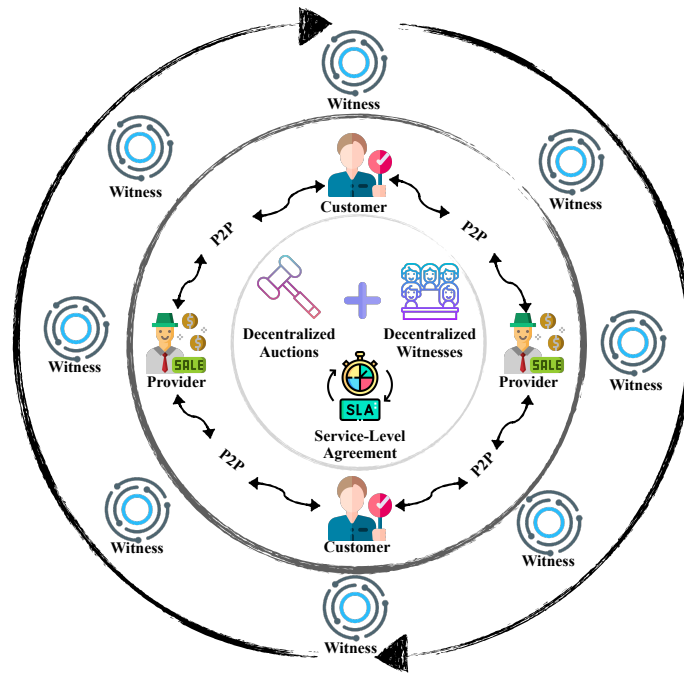 Witness
Witness
Witness
Customer
P2P
P2P
Decentralized
Auctions
Decentralized
Witnesses
Witness
SALE
Provider
SALE
Provider
Witness
SLA
Service-Level
Agreement
P2P
P2P
Customer
Witness
Witness
Witness